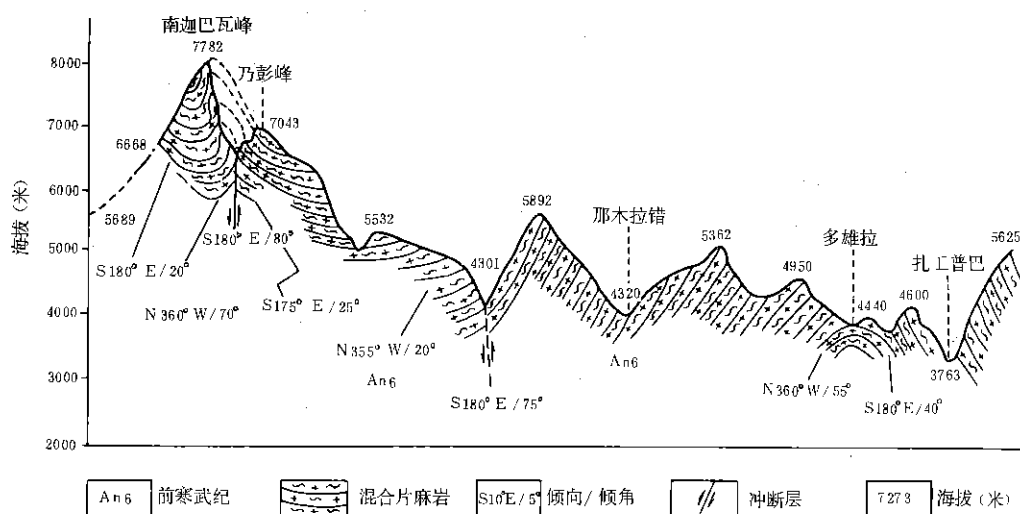 南迦巴瓦峰
7782
乃彭峰
7043
8000
7000
6000
5000
4000
3000
2000
海拔(米)
6668
5689
5532
4301
5892
那木拉错
4320
5362
4950
多雄拉
4440
4600
扎工普巴
3763
5625
S180° E/20°
N360° W/70°
S180° E/80°
S175° E/25°
N355° W/20°
An6
S180° E/75°
An6
N360° W/55°
S180° E/40°
An6 前寒武纪 混合片麻岩 S10°E/5° 倾向/倾角 冲断层 7273 海拔(米)